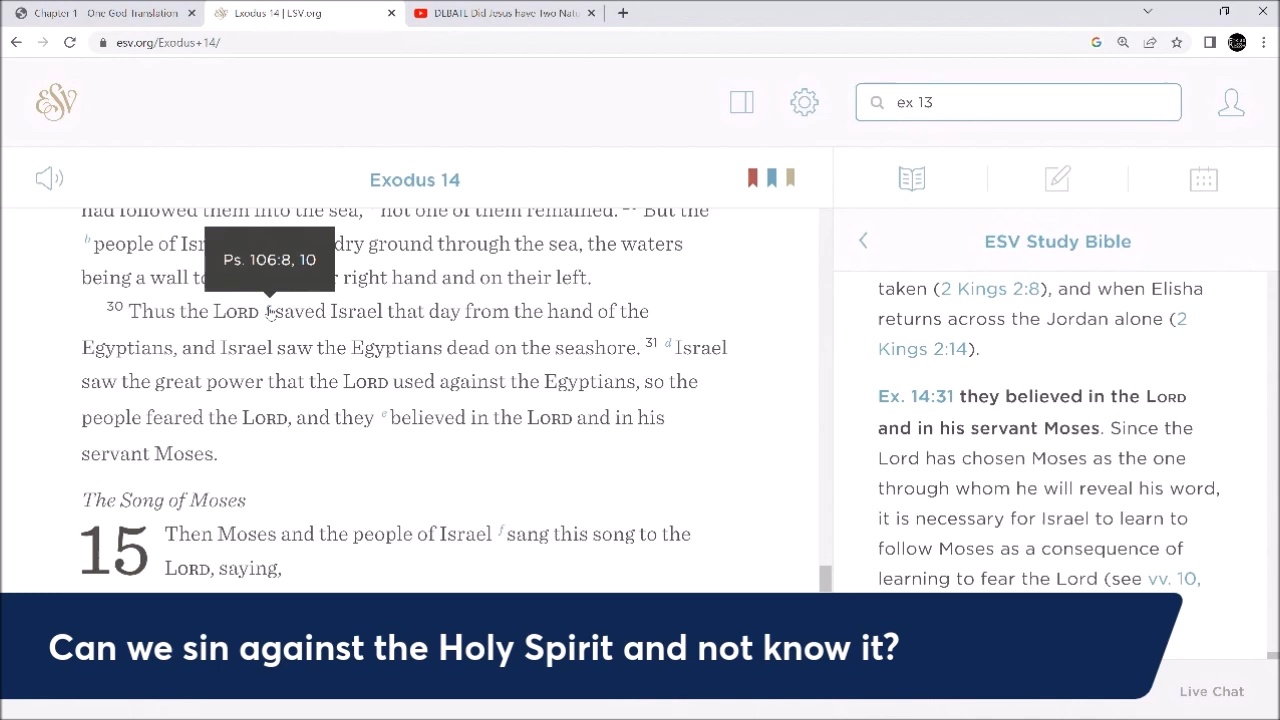 Chapter 1 One God Translation
Exodus 14 | ESV.org
DEBATE Did Jesus have Two Natu
esv.org/Exodus+14/
ESV
ex 13
Exodus 14
ESV Study Bible
had followed them into the sea, not one of them remained. But the
h people of Isr dry ground through the sea, the waters
Ps. 106:8, 10
being a wall to right hand and on their left.
30 Thus the LORD saved Israel that day from the hand of the
Egyptians, and Israel saw the Egyptians dead on the seashore. 31 d Israel
saw the great power that the LORD used against the Egyptians, so the
people feared the LORD, and they e believed in the LORD and in his
servant Moses.
The Song of Moses
15 Then Moses and the people of Israel f sang this song to the
LORD, saying,
taken (2 Kings 2:8), and when Elisha
returns across the Jordan alone (2
Kings 2:14).
Ex. 14:31 they believed in the LORD
and in his servant Moses. Since the
Lord has chosen Moses as the one
through whom he will reveal his word,
it is necessary for Israel to learn to
follow Moses as a consequence of
learning to fear the Lord (see vv. 10,
Can we sin against the Holy Spirit and not know it?
Live Chat